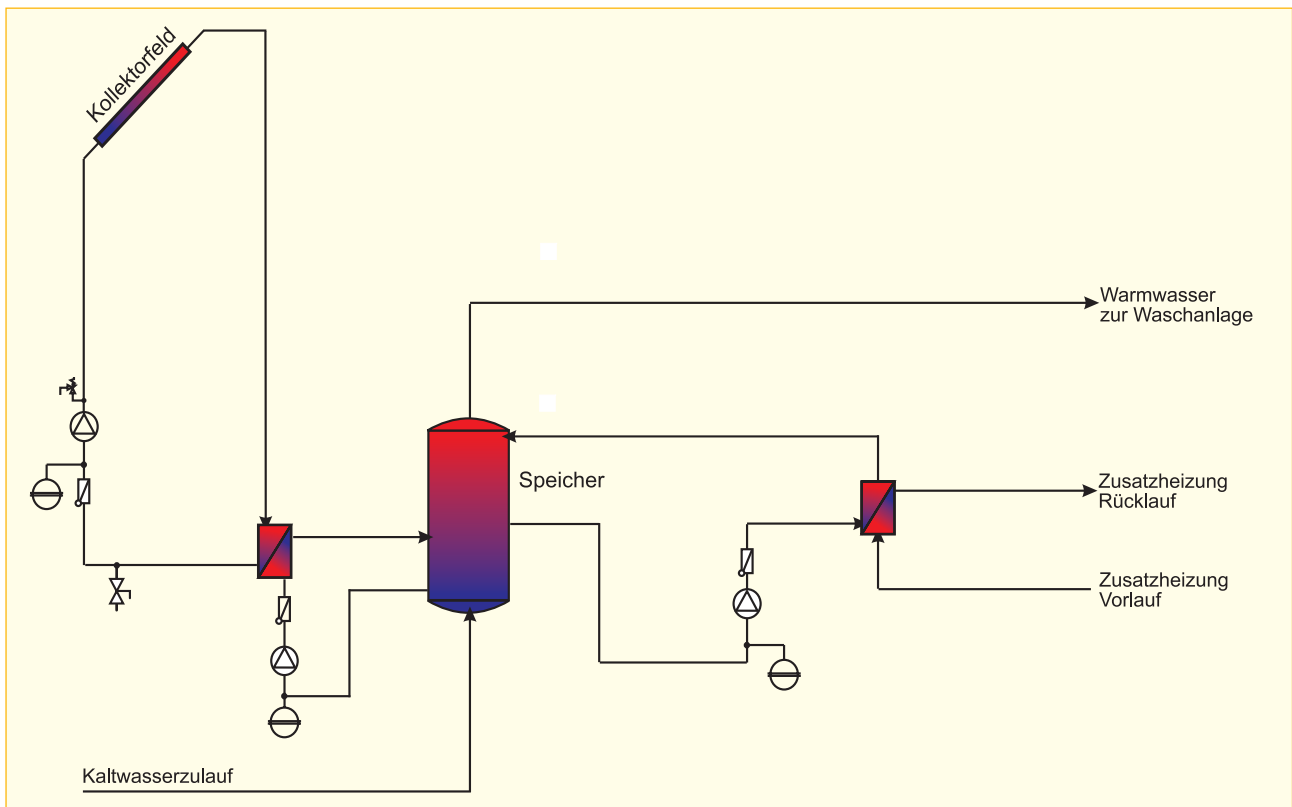 Kollektorfeld
Warmwasser
zur Waschanlage
Speicher
Zusatzheizung
Rücklauf
Zusatzheizung
Vorlauf
Kaltwasserzulauf